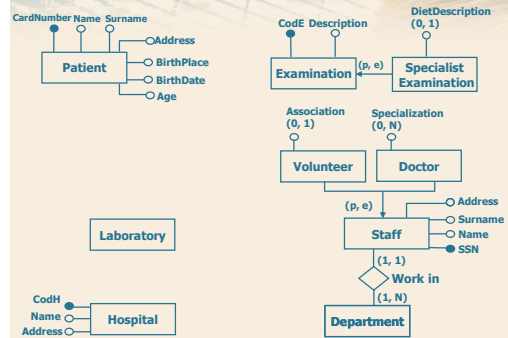 CardNumber Name Surname
Address
Patient
BirthPlace
BirthDate
Age
DietDescription
(0, 1)
CodE Description
Examination
(p, e)
Specialist
Examination
Association
(0, 1)
Specialization
(0, N)
Volunteer
Doctor
(p, e)
Address
Surname
Name
SSN
Staff
(1, 1)
Work in
(1, N)
Department
Laboratory
CodH
Name
Address
Hospital